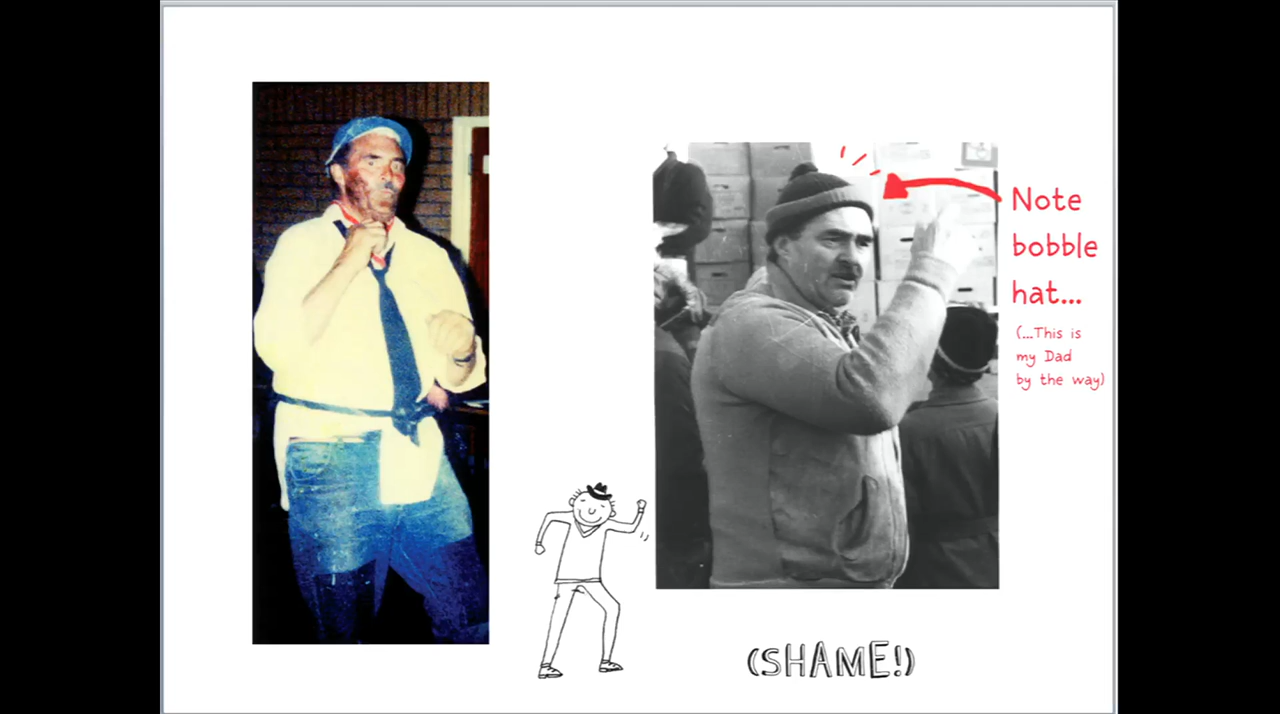 Note
bobble
hat...
(...This is
my Dad
by the way)
(SHAME!)